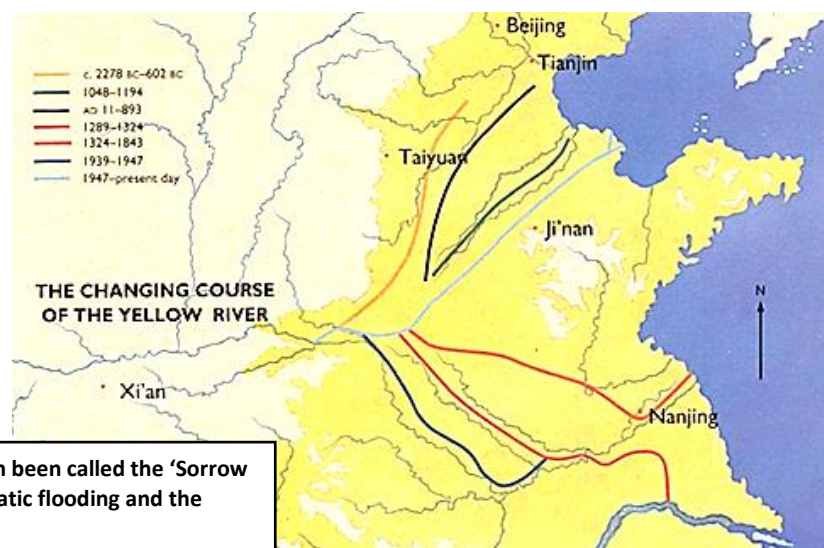 Beijing
Tianjin
c. 2278 BC–602 BC
1048–1194
AD 11–893
1289–1324
1324–1843
1939–1947
1947–present day
Taiyuan
Ji'nan
THE CHANGING COURSE
OF THE YELLOW RIVER
N
Xi'an
Nanjing
n been called the ‘Sorrow
atic flooding and the